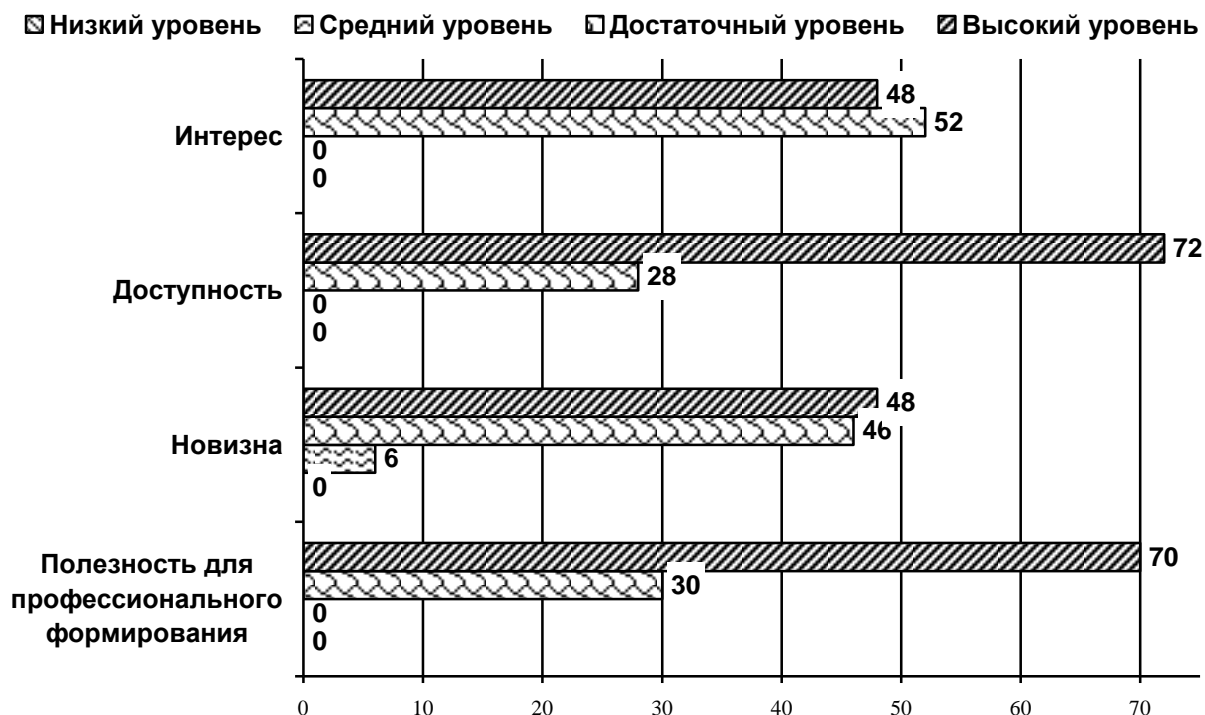 Низкий уровень Средний уровень Достаточный уровень Высокий уровень
48
Интерес
52
0
0
72
Доступность
28
0
0
48
Новизна
46
6
0
70
Полезность для
профессионального
формирования
30
0
0
0 10 20 30 40 50 60 70